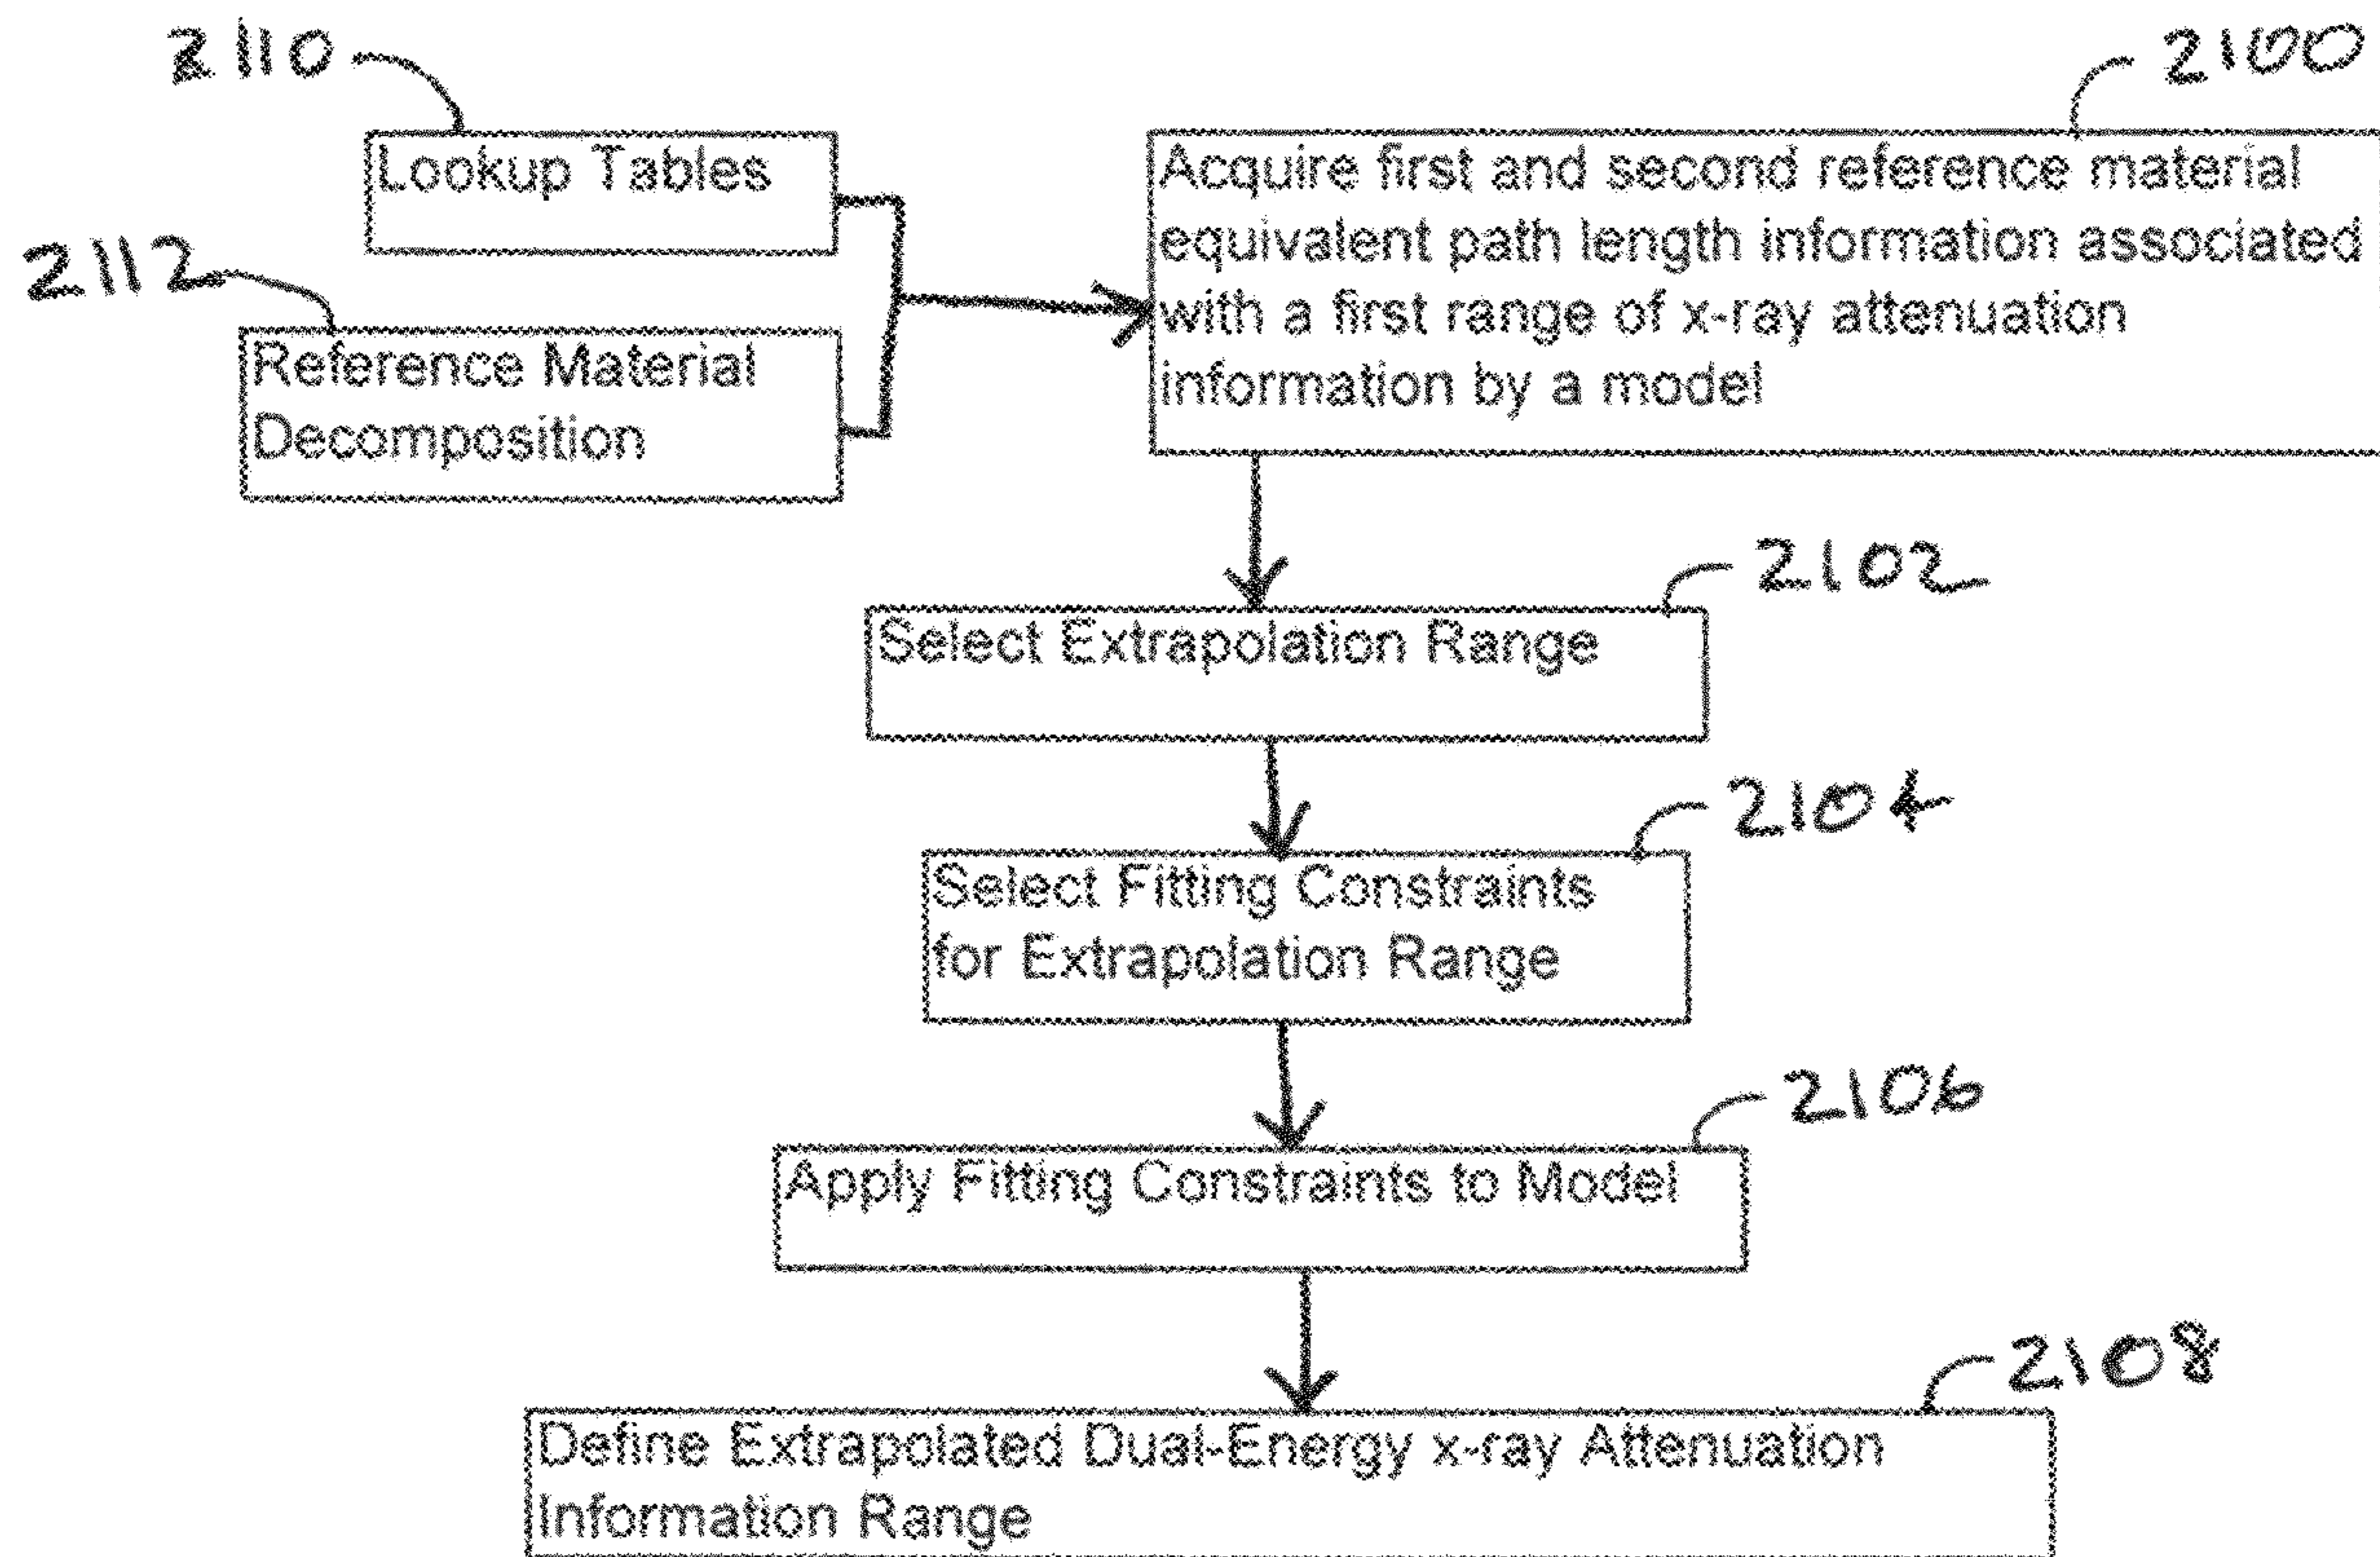 2110
2100
Lookup Tables
Acquire first and second reference material
equivalent path length information associated
with a first range of x-ray attenuation
information by a model
2112
Reference Material
Decomposition
2102
Select Extrapolation Range
2104
Select Fitting Constraints
for Extrapolation Range
2106
Apply Fitting Constraints to Model
2108
Define Extrapolated Dual-Energy x-ray Attenuation
Information Range